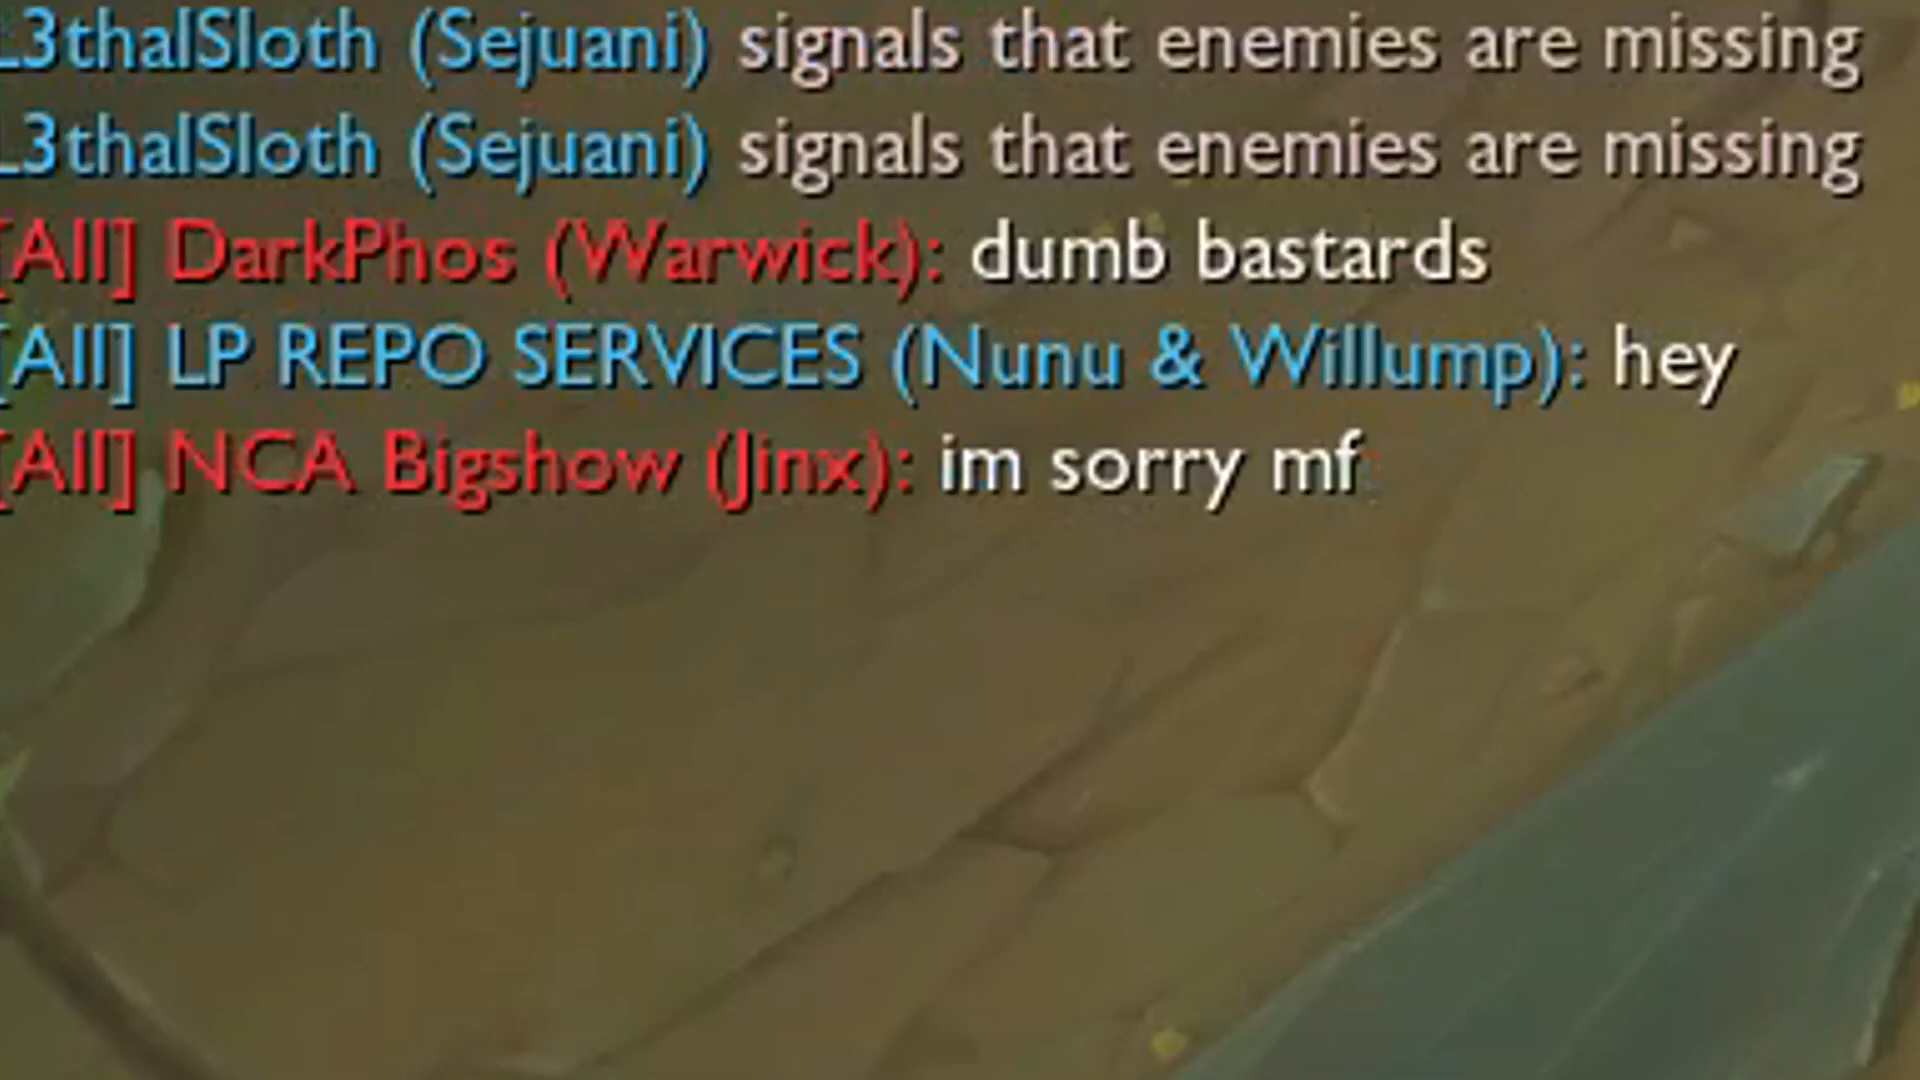 L3thalSloth (Sejuani) signals that enemies are missing
L3thalSloth (Sejuani) signals that enemies are missing
[All] DarkPhos (Warwick): dumb bastards
[All] LP REPO SERVICES (Nunu & Willump): hey
[All] NCA Bigshow (Jinx): im sorry mf